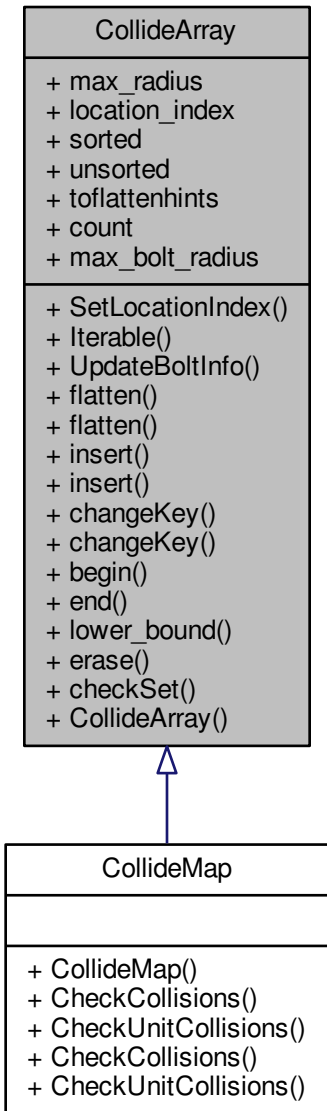 CollideArray
+ max_radius
+ location_index
+ sorted
+ unsorted
+ toflattenhints
+ count
+ max_bolt_radius
+ SetLocationIndex()
+ Iterable()
+ UpdateBoltInfo()
+ flatten()
+ flatten()
+ insert()
+ insert()
+ changeKey()
+ changeKey()
+ begin()
+ end()
+ lower_bound()
+ erase()
+ checkSet()
+ CollideArray()
CollideMap
+ CollideMap()
+ CheckCollisions()
+ CheckUnitCollisions()
+ CheckCollisions()
+ CheckUnitCollisions()